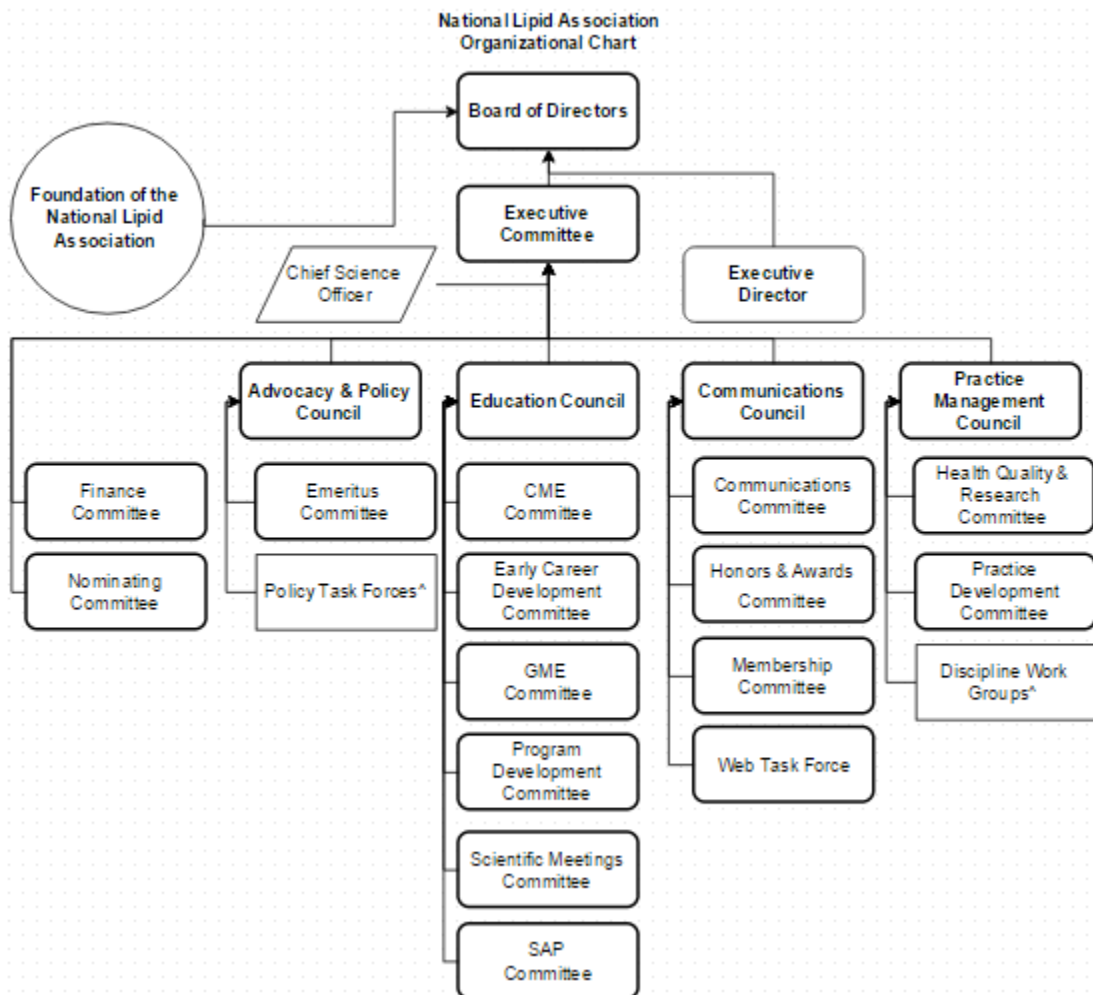 National Lipid Association
Organizational Chart
Board of Directors
Foundation of the
National Lipid
Association
Executive
Committee
Chief Science
Officer
Executive
Director
Advocacy & Policy
Council
Education Council
Communications
Council
Practice
Management
Council
Finance
Committee
Emeritus
Committee
CME
Committee
Communications
Committee
Health Quality &
Research
Committee
Nominating
Committee
Policy Task Forces^
Early Career
Development
Committee
Honors & Awards
Committee
Practice
Development
Committee
GME
Committee
Membership
Committee
Discipline Work
Groups^
Program
Development
Committee
Web Task Force
Scientific Meetings
Committee
SAP
Committee